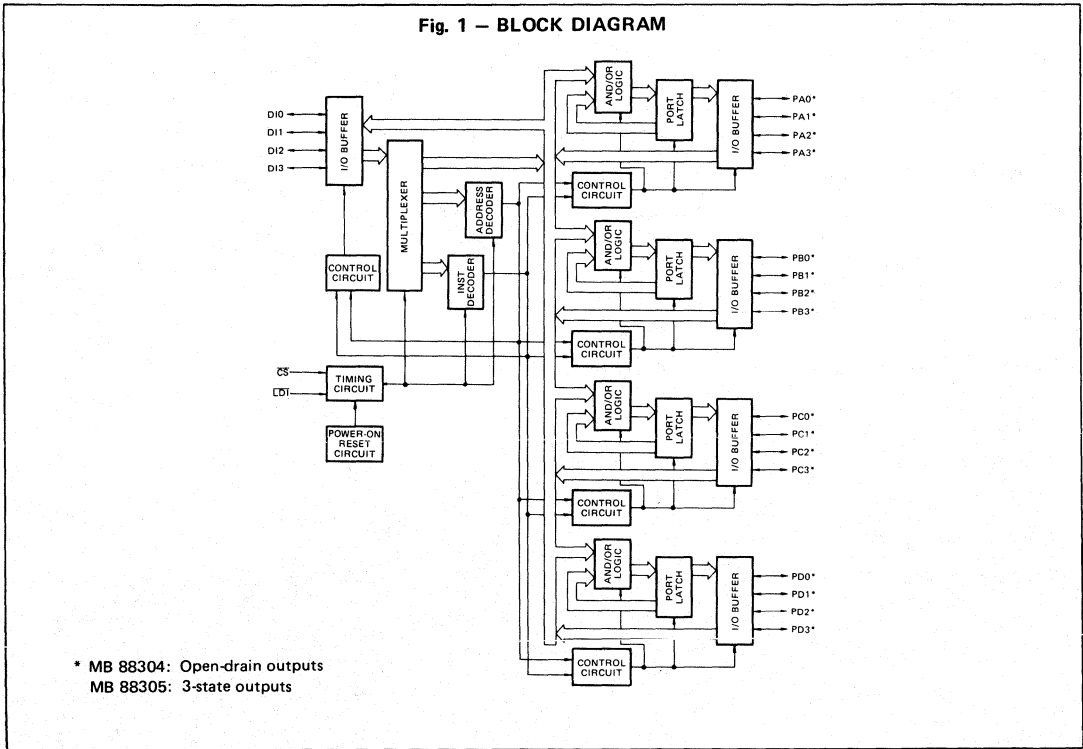 Fig. 1 – BLOCK DIAGRAM
DI0
DI1
DI2
DI3
I/O BUFFER
MULTIPLEXER
ADDRESS
DECODER
INST
DECODER
CONTROL
CIRCUIT
C̅S̅
L̅D̅I̅
TIMING
CIRCUIT
POWER-ON
RESET
CIRCUIT
AND/OR
LOGIC
PORT
LATCH
I/O BUFFER
CONTROL
CIRCUIT
PA0*
PA1*
PA2*
PA3*
AND/OR
LOGIC
PORT
LATCH
I/O BUFFER
CONTROL
CIRCUIT
PB0*
PB1*
PB2*
PB3*
AND/OR
LOGIC
PORT
LATCH
I/O BUFFER
CONTROL
CIRCUIT
PC0*
PC1*
PC2*
PC3*
AND/OR
LOGIC
PORT
LATCH
I/O BUFFER
CONTROL
CIRCUIT
PD0*
PD1*
PD2*
PD3*
* MB 88304: Open-drain outputs
MB 88305: 3-state outputs